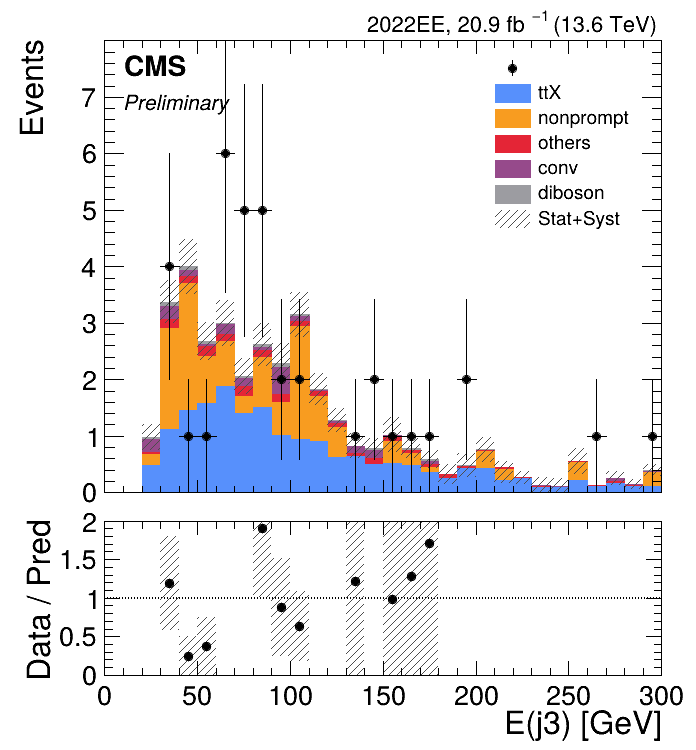 2022EE, 20.9 fb⁻¹ (13.6 TeV)
CMS
Preliminary
ttX
nonprompt
others
conv
diboson
Stat+Syst
Events
7
6
5
4
3
2
1
0
Data / Pred
2
1.5
1
0.5
0
0 50 100 150 200 250 300
E(j3) [GeV]